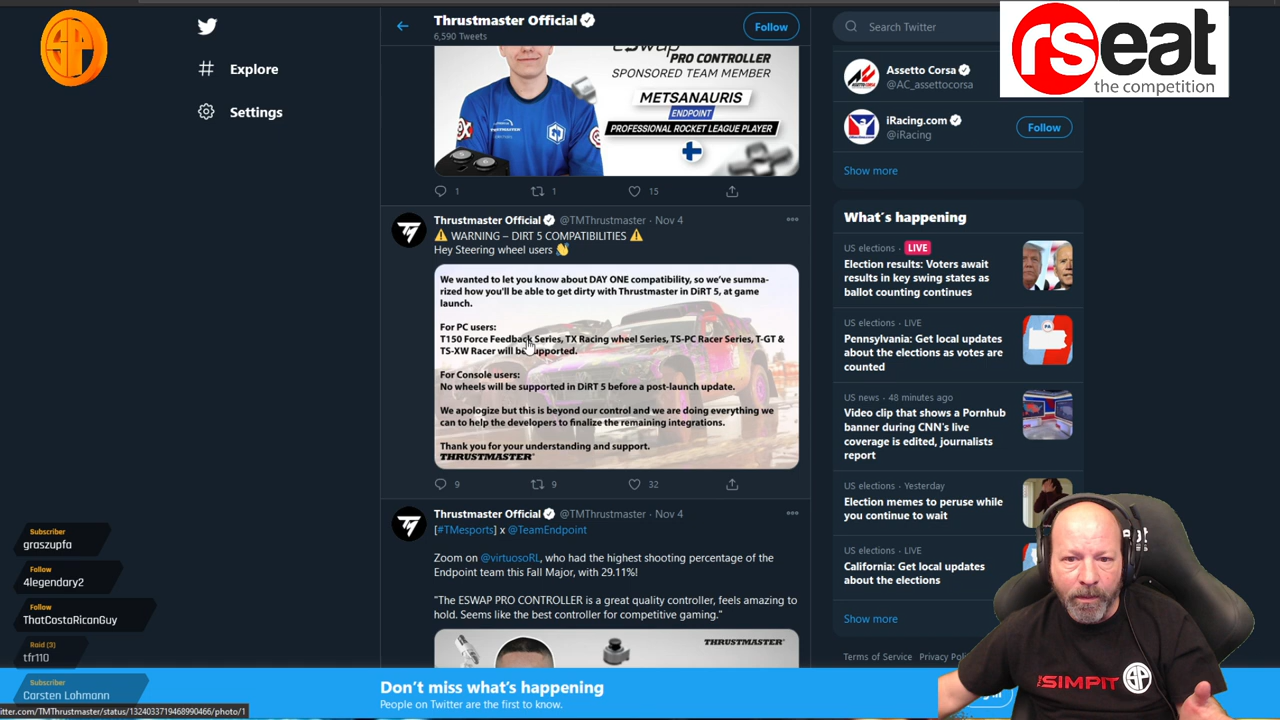 SP
Explore
Settings
Thrustmaster Official
6,590 Tweets
Follow
eswap
PRO CONTROLLER
SPONSORED TEAM MEMBER
METSANAURIS
ENDPOINT
PROFESSIONAL ROCKET LEAGUE PLAYER
1 1 15
Thrustmaster Official @TMThrustmaster · Nov 4
WARNING – DIRT 5 COMPATIBILITIES
Hey Steering wheel users
We wanted to let you know about DAY ONE compatibility, so we've summa-
rized how you'll be able to get dirty with Thrustmaster in DiRT 5, at game
launch.
For PC users:
T150 Force Feedback Series, TX Racing wheel Series, TS-PC Racer Series, T-GT &
TS-XW Racer will be supported.
For Console users:
No wheels will be supported in DiRT 5 before a post-launch update.
We apologize but this is beyond our control and we are doing everything we
can to help the developers to finalize the remaining integrations.
Thank you for your understanding and support.
THRUSTMASTER®
9 9 32
Thrustmaster Official @TMThrustmaster · Nov 4
[#TMesports] x @TeamEndpoint
Zoom on @virtuosoRL, who had the highest shooting percentage of the
Endpoint team this Fall Major, with 29.11%!
"The ESWAP PRO CONTROLLER is a great quality controller, feels amazing to
hold. Seems like the best controller for competitive gaming."
THRUSTMASTER
Search Twitter
rseat
the competition
Assetto Corsa
@AC_assettocorsa
iRacing.com
@iRacing
Follow
Show more
What's happening
US elections · LIVE
Election results: Voters await
results in key swing states as
ballot counting continues
US elections · LIVE
Pennsylvania: Get local updates
about the elections as votes are
counted
PA
US news · 48 minutes ago
Video clip that shows a Pornhub
banner during CNN's live
coverage is edited, journalists
report
US elections · Yesterday
Election memes to peruse while
you continue to wait
US elections · LIVE
California: Get local updates
about the elections
Show more
Terms of Service Privacy
SIMPIT SP
Subscriber
graszupfa
Follow
4legendary2
Follow
ThatCostaRicanGuy
Raid (3)
tfr110
Subscriber
Carsten Lohmann
Don't miss what's happening
People on Twitter are the first to know.
itter.com/TMThrustmaster/status/1324033719468990466/photo/1